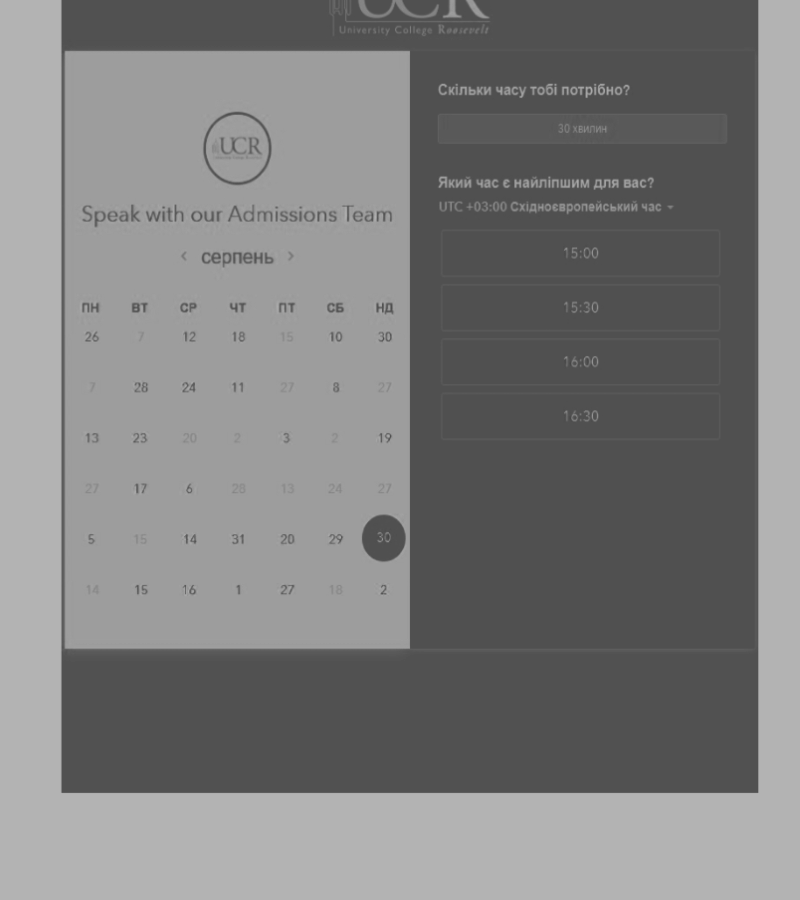 UCR
University College Roosevelt
UCR
Speak with our Admissions Team
‹ серпень ›
ПН ВТ СР ЧТ ПТ СБ НД
26 7 12 18 15 10 30
7 28 24 11 27 8 27
13 23 20 2 3 2 19
27 17 6 28 13 24 27
5 15 14 31 20 29 30
14 15 16 1 27 18 2
Скільки часу тобі потрібно?
30 хвилин
Який час є найліпшим для вас?
UTC +03:00 Східноєвропейський час
15:00
15:30
16:00
16:30